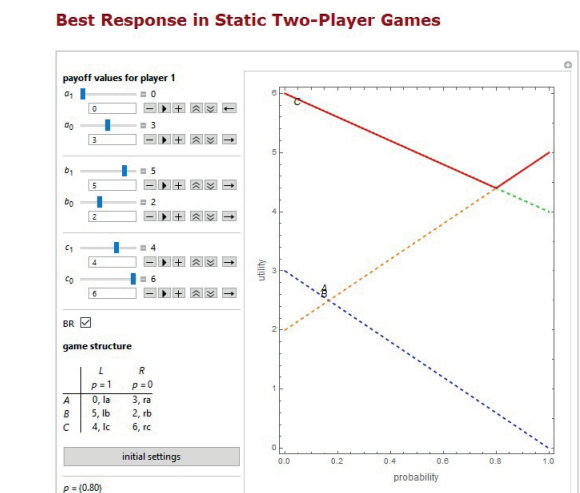 Best Response in Static Two-Player Games
payoff values for player 1
a1 0
0
a0 3
3
b1 5
5
b0 2
2
c1 4
4
c0 6
6
BR
game structure
L R
p = 1 p = 0
A 0, la 3, ra
B 5, lb 2, rb
C 4, lc 6, rc
initial settings
p = {0.80}
utility
6
5
4
3
2
1
0
C
A
B
0.0 0.2 0.4 0.6 0.8 1.0
probability